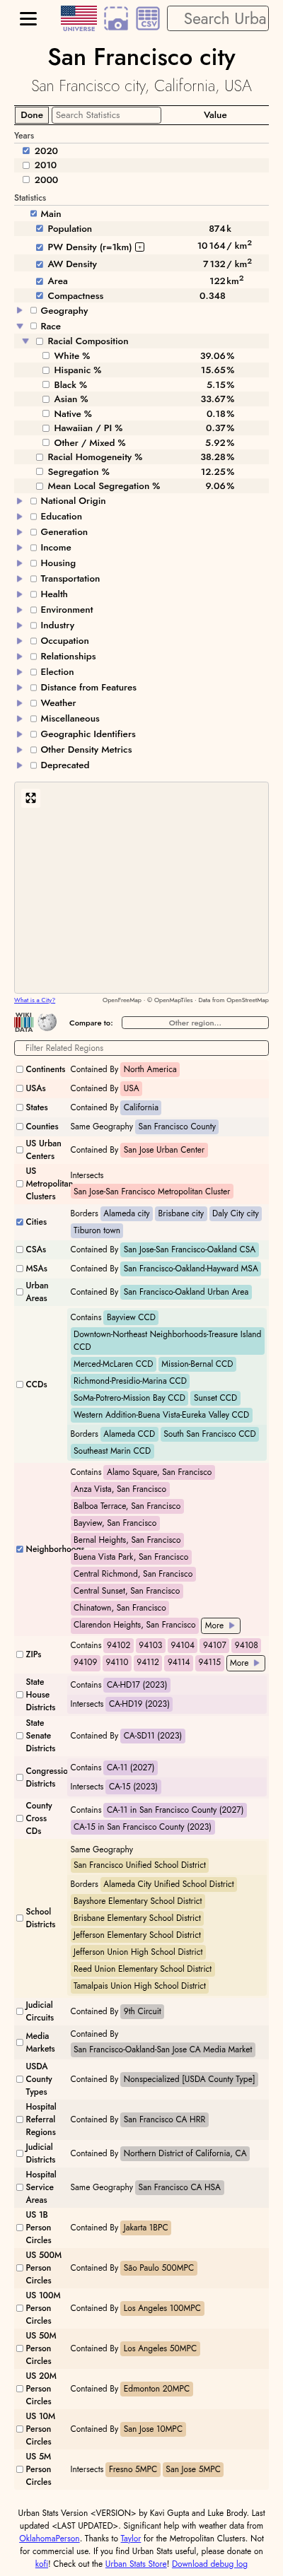 UNIVERSE
CSV
Search Urba
San Francisco city
San Francisco city, California, USA
Done Search Statistics Value
Years
2020
2010
2000
Statistics
Main
Population 874k
PW Density (r=1km) + 10164/ km2
AW Density 7132/ km2
Area 122km2
Compactness 0.348
Geography
Race
Racial Composition
White % 39.06%
Hispanic % 15.65%
Black % 5.15%
Asian % 33.67%
Native % 0.18%
Hawaiian / PI % 0.37%
Other / Mixed % 5.92%
Racial Homogeneity % 38.28%
Segregation % 12.25%
Mean Local Segregation % 9.06%
National Origin
Education
Generation
Income
Housing
Transportation
Health
Environment
Industry
Occupation
Relationships
Election
Distance from Features
Weather
Miscellaneous
Geographic Identifiers
Other Density Metrics
Deprecated
What is a City? OpenFreeMap · © OpenMapTiles · Data from OpenStreetMap
WIKI DATA
Compare to: Other region...
Filter Related Regions
Continents Contained By North America
USAs Contained By USA
States Contained By California
Counties Same Geography San Francisco County
US Urban Centers Contained By San Jose Urban Center
US Metropolitan Clusters Intersects San Jose-San Francisco Metropolitan Cluster
Cities Borders Alameda city Brisbane city Daly City city
Tiburon town
CSAs Contained By San Jose-San Francisco-Oakland CSA
MSAs Contained By San Francisco-Oakland-Hayward MSA
Urban Areas Contained By San Francisco-Oakland Urban Area
CCDs Contains Bayview CCD
Downtown-Northeast Neighborhoods-Treasure Island CCD
Merced-McLaren CCD Mission-Bernal CCD
Richmond-Presidio-Marina CCD
SoMa-Potrero-Mission Bay CCD Sunset CCD
Western Addition-Buena Vista-Eureka Valley CCD
Borders Alameda CCD South San Francisco CCD
Southeast Marin CCD
Neighborhoods Contains Alamo Square, San Francisco
Anza Vista, San Francisco
Balboa Terrace, San Francisco
Bayview, San Francisco
Bernal Heights, San Francisco
Buena Vista Park, San Francisco
Central Richmond, San Francisco
Central Sunset, San Francisco
Chinatown, San Francisco
Clarendon Heights, San Francisco More
ZIPs Contains 94102 94103 94104 94107 94108
94109 94110 94112 94114 94115 More
State House Districts Contains CA-HD17 (2023)
Intersects CA-HD19 (2023)
State Senate Districts Contained By CA-SD11 (2023)
Congressio Districts Contains CA-11 (2027)
Intersects CA-15 (2023)
County Cross CDs Contains CA-11 in San Francisco County (2027)
CA-15 in San Francisco County (2023)
School Districts Same Geography
San Francisco Unified School District
Borders Alameda City Unified School District
Bayshore Elementary School District
Brisbane Elementary School District
Jefferson Elementary School District
Jefferson Union High School District
Reed Union Elementary School District
Tamalpais Union High School District
Judicial Circuits Contained By 9th Circuit
Media Markets Contained By
San Francisco-Oakland-San Jose CA Media Market
USDA County Types Contained By Nonspecialized [USDA County Type]
Hospital Referral Regions Contained By San Francisco CA HRR
Judicial Districts Contained By Northern District of California, CA
Hospital Service Areas Same Geography San Francisco CA HSA
US 1B Person Circles Contained By Jakarta 1BPC
US 500M Person Circles Contained By São Paulo 500MPC
US 100M Person Circles Contained By Los Angeles 100MPC
US 50M Person Circles Contained By Los Angeles 50MPC
US 20M Person Circles Contained By Edmonton 20MPC
US 10M Person Circles Contained By San Jose 10MPC
US 5M Person Circles Intersects Fresno 5MPC San Jose 5MPC
Urban Stats Version <VERSION> by Kavi Gupta and Luke Brody. Last
updated <LAST UPDATED>. Significant help with weather data from
OklahomaPerson. Thanks to Taylor for the Metropolitan Clusters. Not
for commercial use. If you find Urban Stats useful, please donate on
kofi! Check out the Urban Stats Store! Download debug log